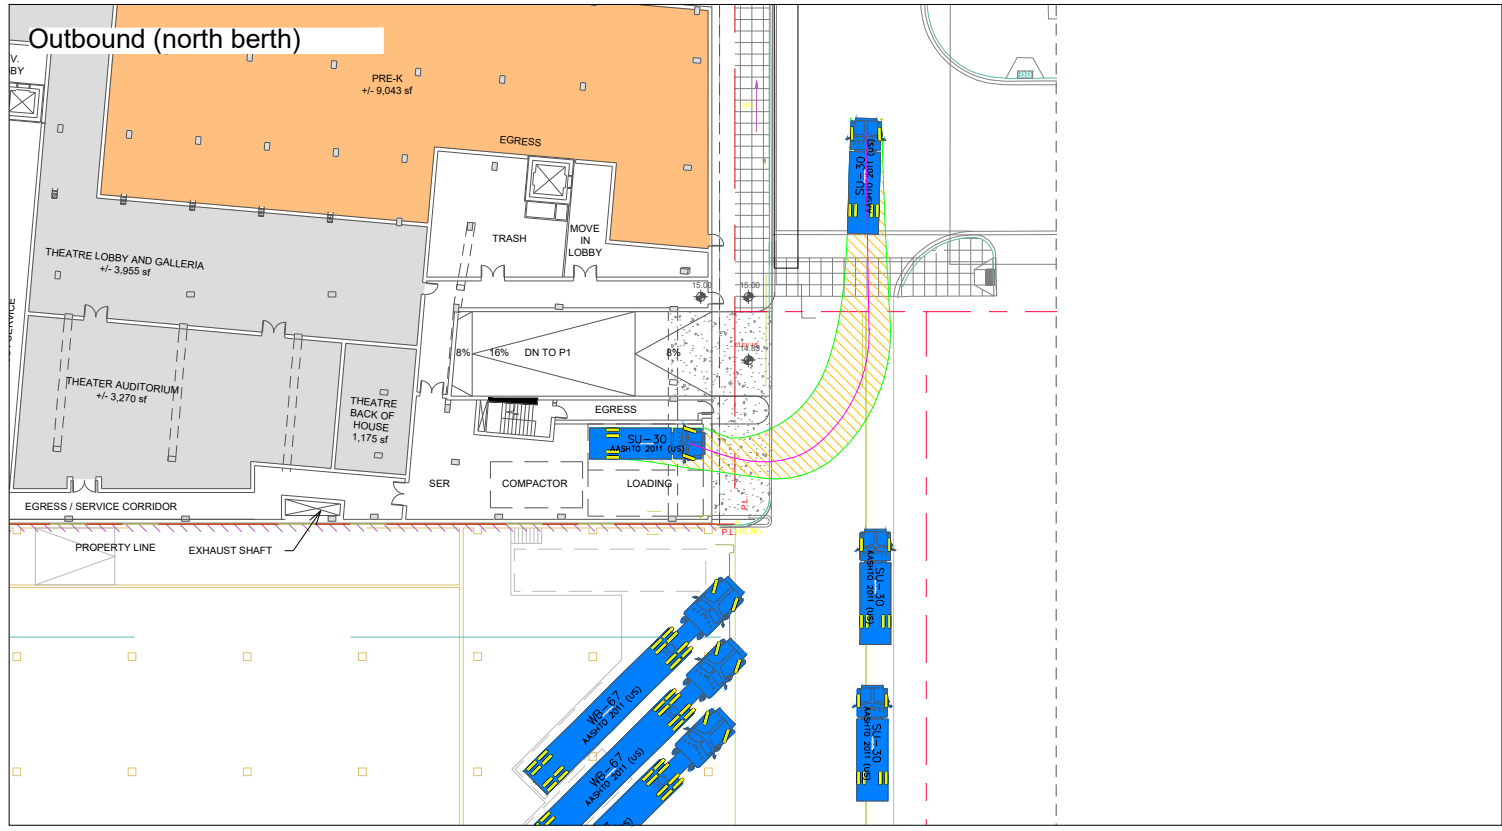 Outbound (north berth)
V.
BY
PRE-K
+/- 9,043 sf
EGRESS
TRASH
MOVE
IN
LOBBY
THEATRE LOBBY AND GALLERIA
+/- 3,955 sf
15.00
15.00
8%
16%
DN TO P1
8%
THEATER AUDITORIUM
+/- 3,270 sf
THEATRE
BACK OF
HOUSE
1,175 sf
EGRESS
SU-30
AASHTO 2011 (US)
SU-30
AASHTO 2011 (US)
SER
COMPACTOR
LOADING
EGRESS / SERVICE CORRIDOR
P.L.
P.L.
PROPERTY LINE
EXHAUST SHAFT
SU-30
AASHTO 2011 (US)
WB-67
AASHTO 2011 (US)
WB-67
AASHTO 2011 (US)
SU-30
AASHTO 2011 (US)